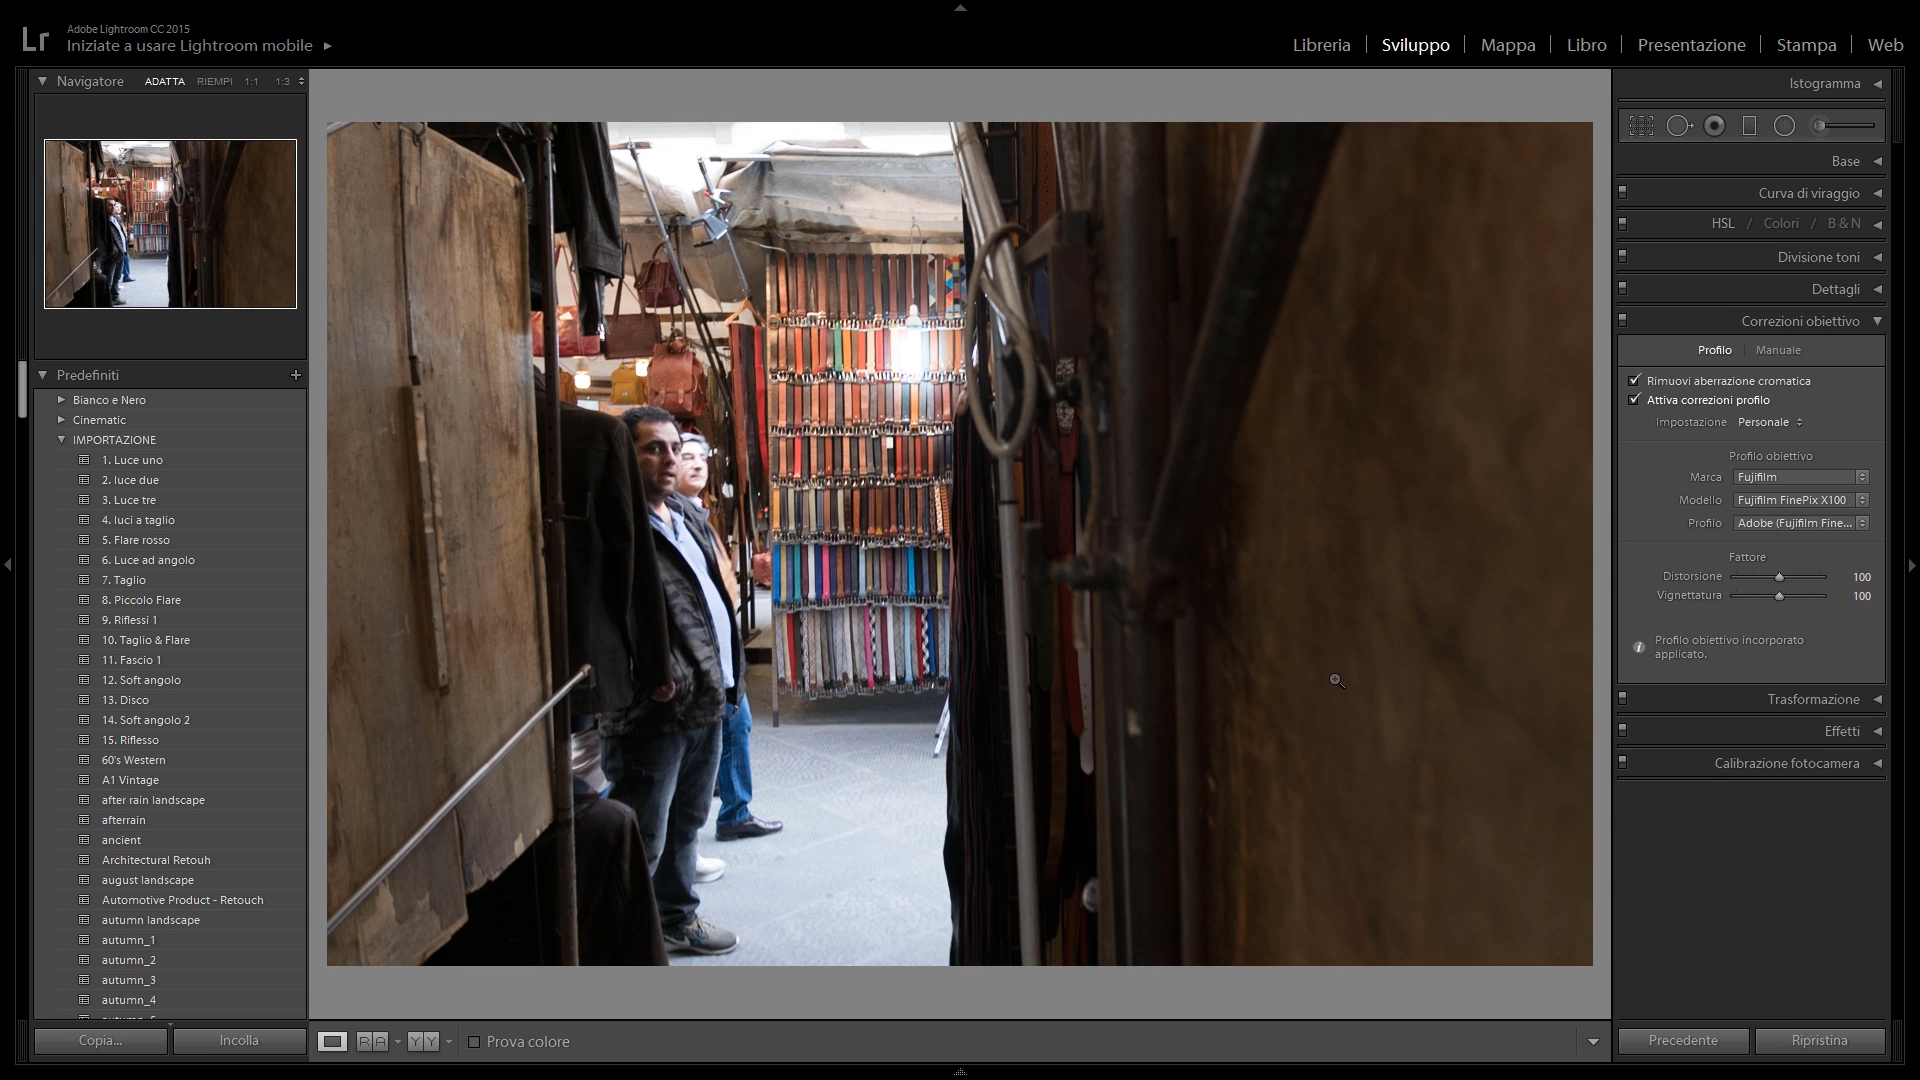 Lr
Adobe Lightroom CC 2015
Iniziate a usare Lightroom mobile
Libreria
Sviluppo
Mappa
Libro
Presentazione
Stampa
Web
Navigatore
ADATTA
RIEMPI
1:1
1:3
Predefiniti
Bianco e Nero
Cinematic
IMPORTAZIONE
1. Luce uno
2. luce due
3. Luce tre
4. luci a taglio
5. Flare rosso
6. Luce ad angolo
7. Taglio
8. Piccolo Flare
9. Riflessi 1
10. Taglio & Flare
11. Fascio 1
12. Soft angolo
13. Disco
14. Soft angolo 2
15. Riflesso
60's Western
A1 Vintage
after rain landscape
afterrain
ancient
Architectural Retouh
august landscape
Automotive Product - Retouch
autumn landscape
autumn_1
autumn_2
autumn_3
autumn_4
Copia...
Incolla
R A
Y Y
Prova colore
Istogramma
Base
Curva di viraggio
HSL / Colori / B & N
Divisione toni
Dettagli
Correzioni obiettivo
Profilo
Manuale
Rimuovi aberrazione cromatica
Attiva correzioni profilo
Impostazione Personale
Profilo obiettivo
Marca Fujifilm
Modello Fujifilm FinePix X100
Profilo Adobe (Fujifilm Fine...
Fattore
Distorsione 100
Vignettatura 100
Profilo obiettivo incorporato
applicato.
Trasformazione
Effetti
Calibrazione fotocamera
Precedente
Ripristina